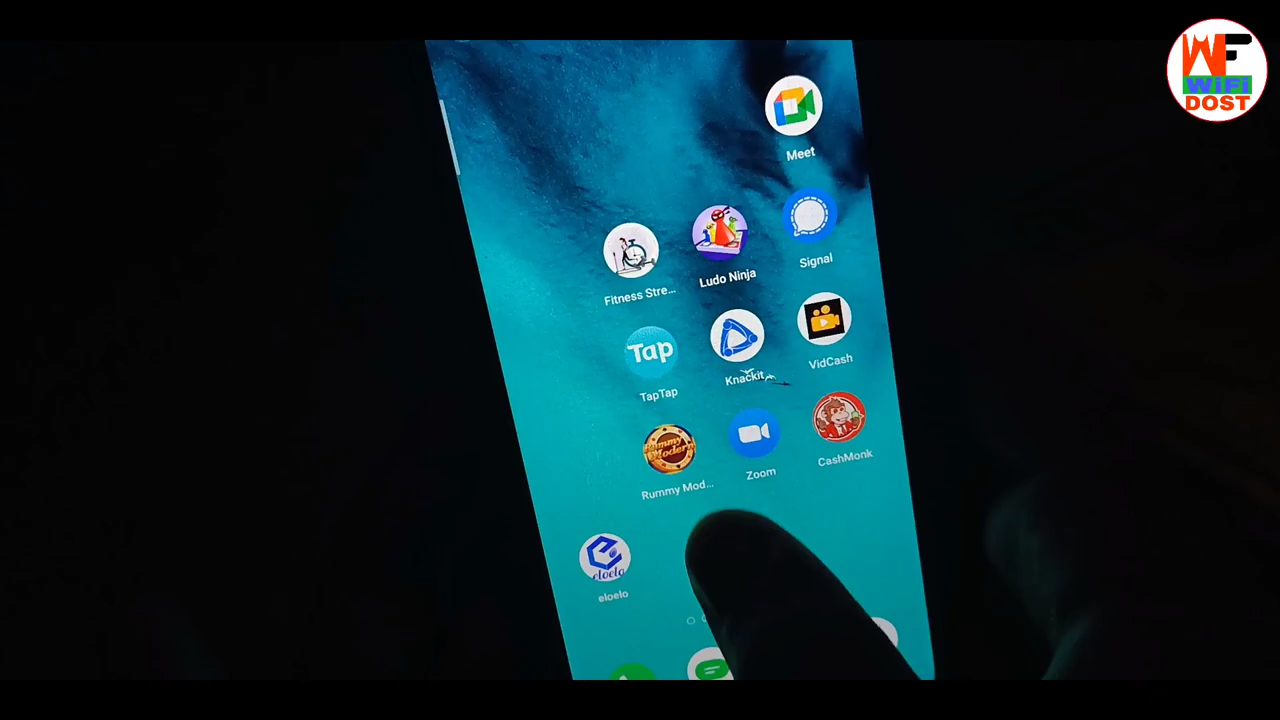 WF
WiFi
DOST
Meet
Signal
Ludo Ninja
Fitness Stre...
Tap
TapTap
Knackit
VidCash
Rummy
Modern
Rummy Mod...
Zoom
CashMonk
eloelo
eloelo